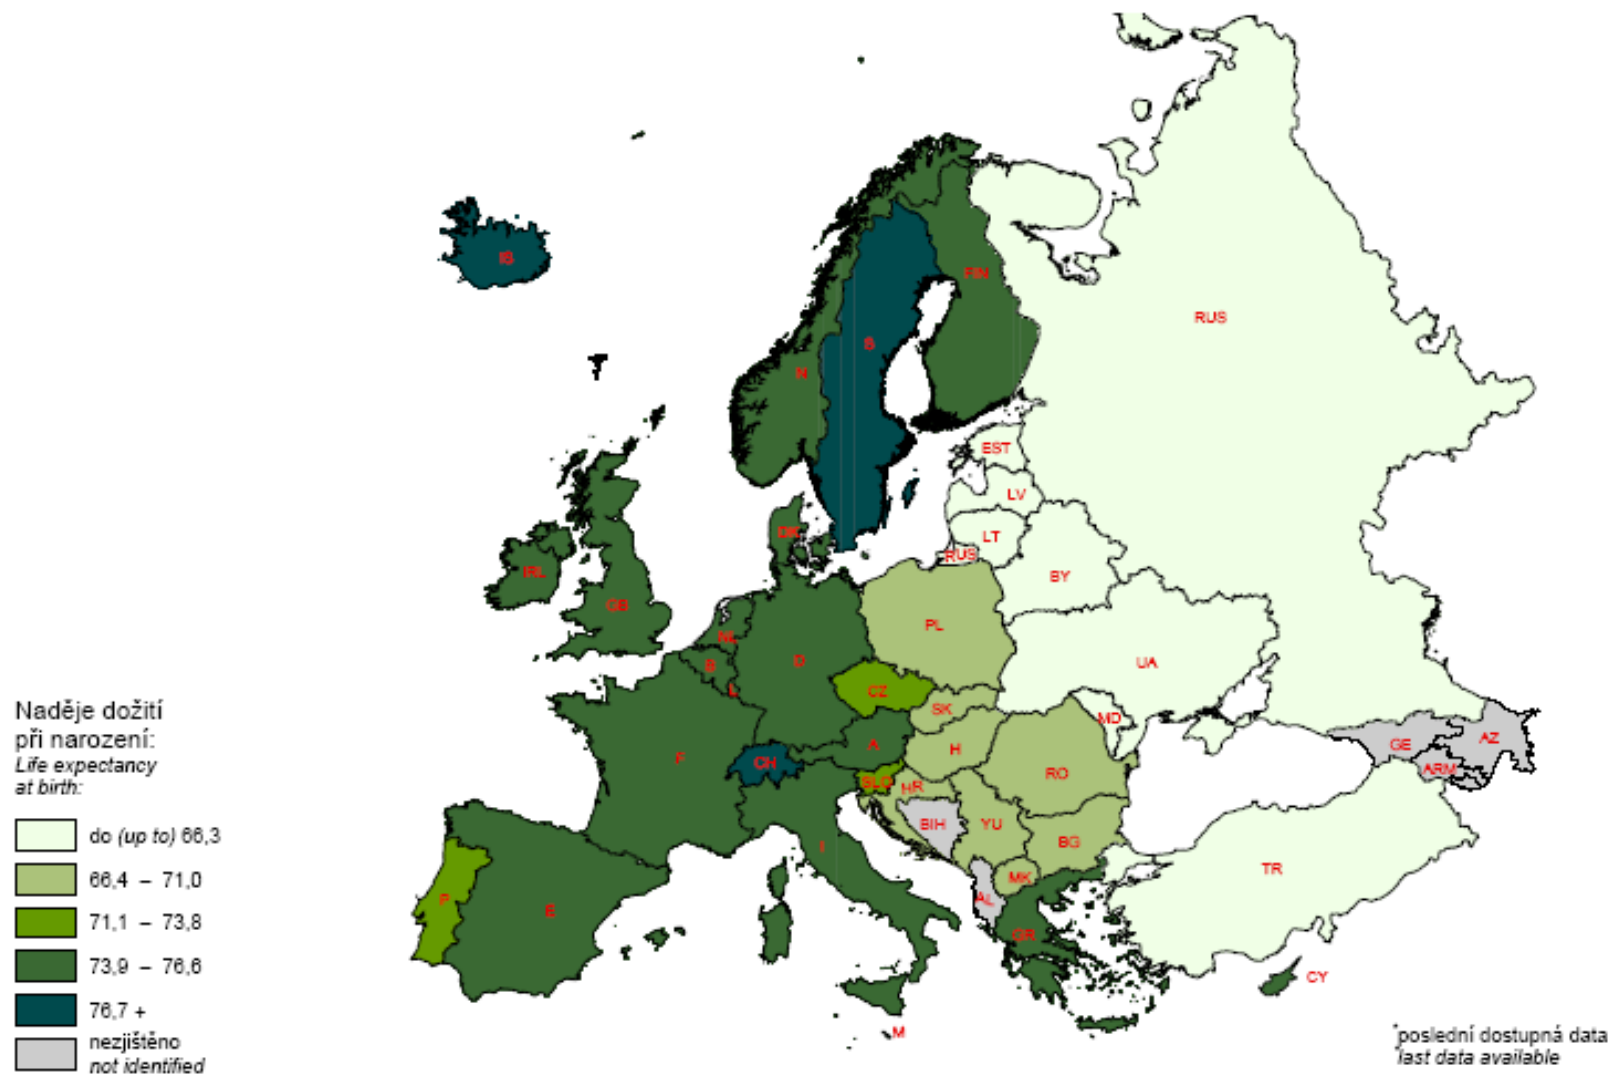 IS
RUS
FIN
S
N
EST
LV
LT
RUS
DK
BY
IRL
GB
PL
NL
D
B
L
UA
CZ
SK
MD
A
H
F
CH
GE
AZ
ARM
RO
SLO
HR
BIH
YU
BG
I
TR
MK
AL
P
E
GR
CY
M
Naděje dožití
při narození:
Life expectancy
at birth:
do (up to) 66,3
66,4 – 71,0
71,1 – 73,8
73,9 – 76,6
76,7 +
nezjištěno
not identified
*poslední dostupná data
*last data available